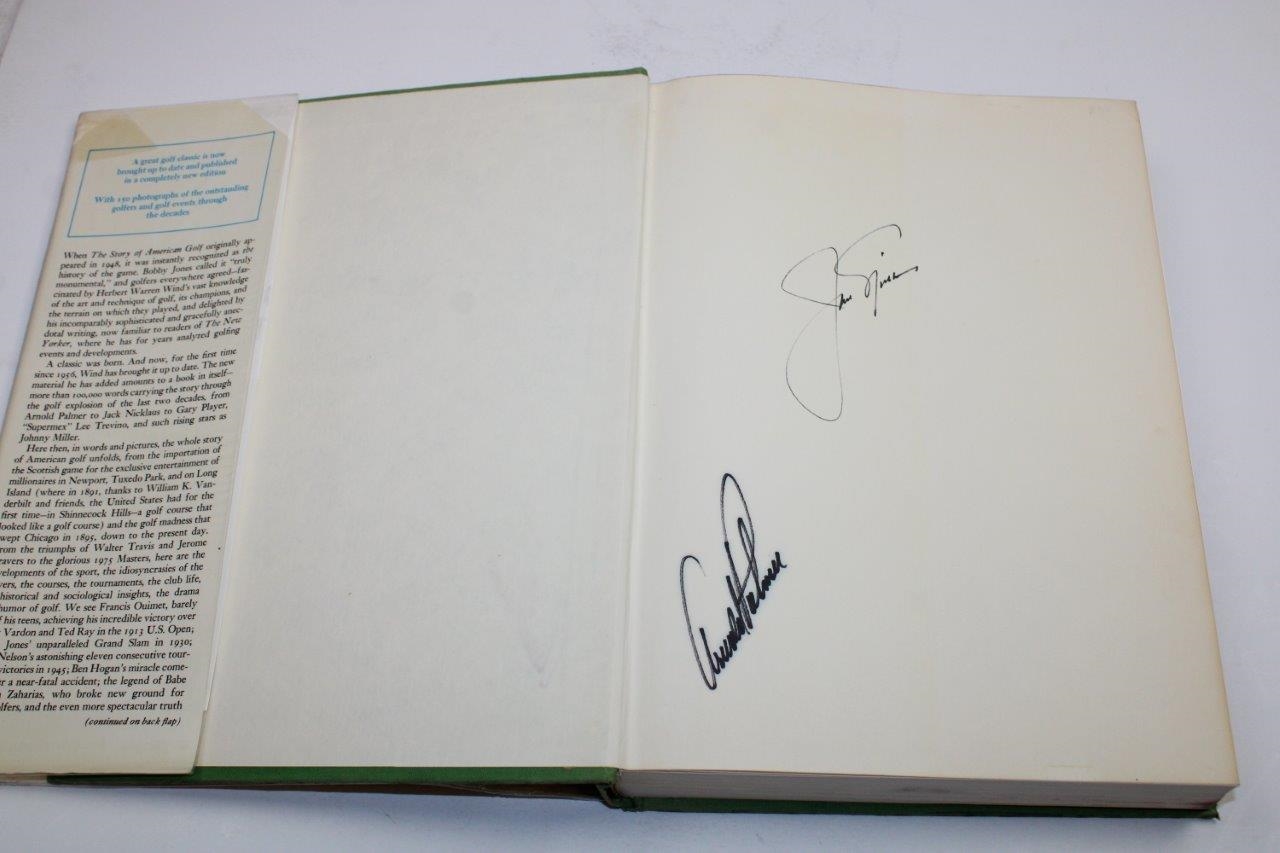 A great golf classic is now
brought up to date and published
in a completely new edition
With 150 photographs of the outstanding
golfers and golf events through
the decades
When The Story of American Golf originally ap-
peared in 1948, it was instantly recognized as the
history of the game. Bobby Jones called it "truly
monumental," and golfers everywhere agreed—fas-
cinated by Herbert Warren Wind's vast knowledge
of the art and technique of golf, its champions, and
the terrain on which they played, and delighted by
his incomparably sophisticated and gracefully anec-
dotal writing, now familiar to readers of The New
Yorker, where he has for years analyzed golfing
events and developments.
A classic was born. And now, for the first time
since 1956, Wind has brought it up to date. The new
material he has added amounts to a book in itself—
more than 100,000 words carrying the story through
the golf explosion of the last two decades, from
Arnold Palmer to Jack Nicklaus to Gary Player,
"Supermex" Lee Trevino, and such rising stars as
Johnny Miller.
Here then, in words and pictures, the whole story
of American golf unfolds, from the importation of
the Scottish game for the exclusive entertainment of
millionaires in Newport, Tuxedo Park, and on Long
Island (where in 1891, thanks to William K. Van-
derbilt and friends, the United States had for the
first time—in Shinnecock Hills—a golf course that
looked like a golf course) and the golf madness that
wept Chicago in 1895, down to the present day.
rom the triumphs of Walter Travis and Jerome
ravers to the glorious 1975 Masters, here are the
velopments of the sport, the idiosyncrasies of the
yers, the courses, the tournaments, the club life,
historical and sociological insights, the drama
humor of golf. We see Francis Ouimet, barely
f his teens, achieving his incredible victory over
Vardon and Ted Ray in the 1913 U.S. Open;
Jones' unparalleled Grand Slam in 1930;
Nelson's astonishing eleven consecutive tour-
victories in 1945; Ben Hogan's miracle come-
r a near-fatal accident; the legend of Babe
Zaharias, who broke new ground for
lfers, and the even more spectacular truth
(continued on back flap)
Arnold Palmer